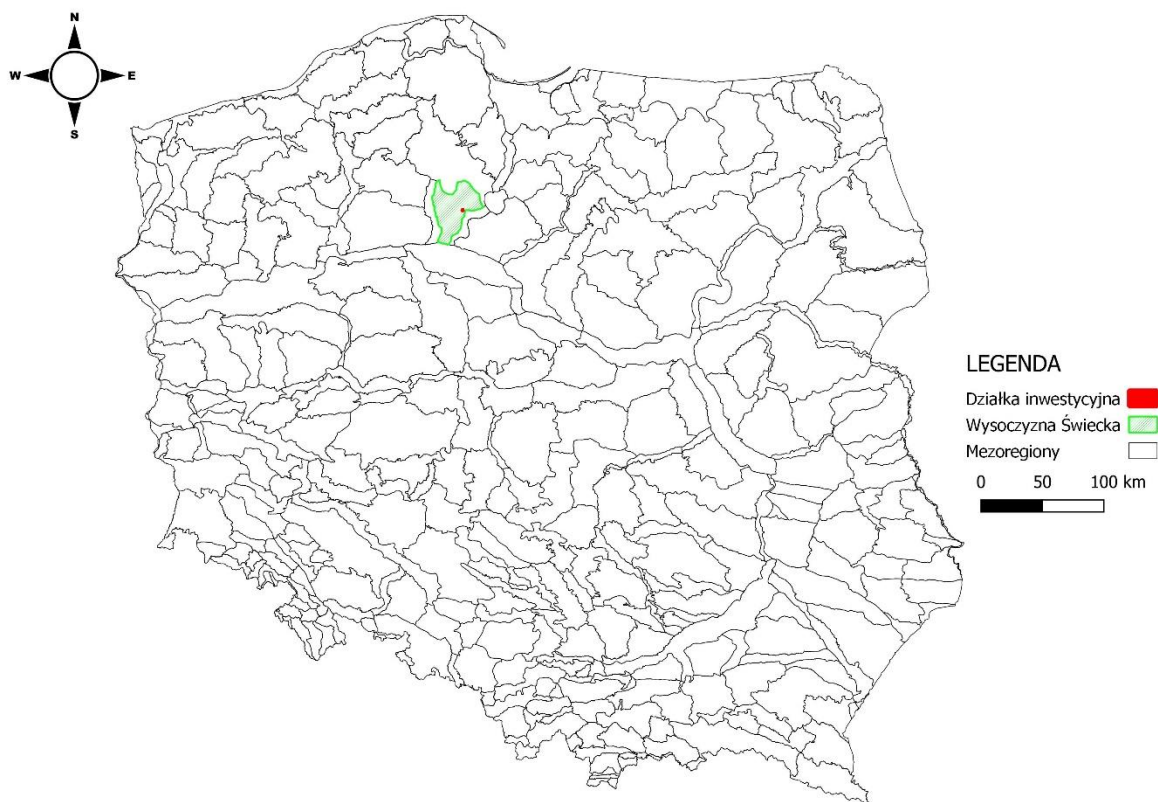 N
W E
S
LEGENDA
Działka inwestycyjna
Wysoczyzna Świecka
Mezoregiony
0 50 100 km